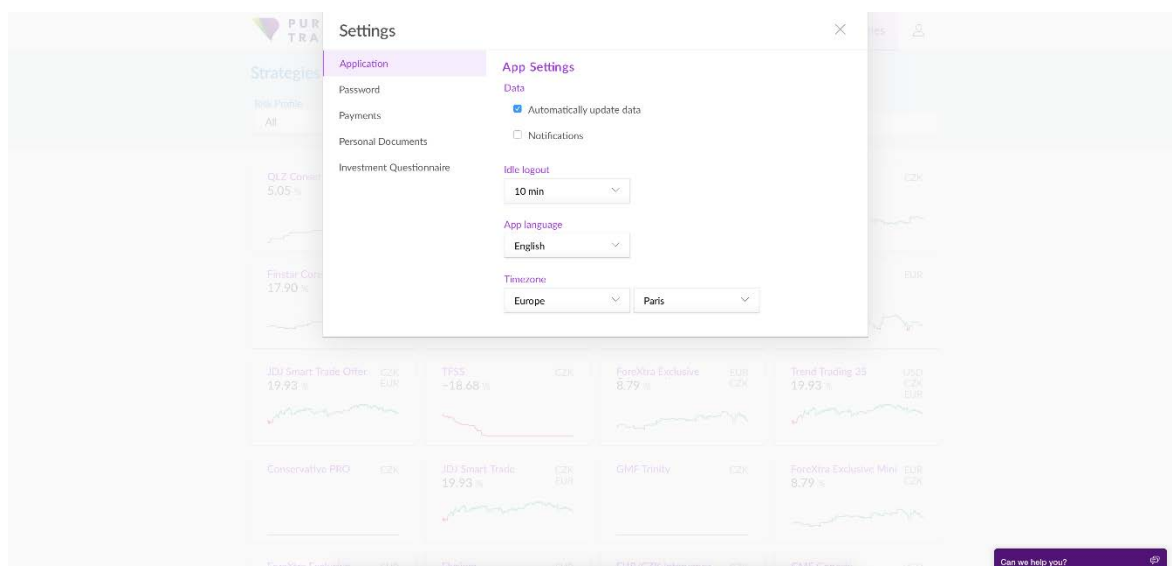 PUR
TRA
Settings
Application
Password
Payments
Personal Documents
Investment Questionnaire
App Settings
Data
Automatically update data
Notifications
Idle logout
10 min
App language
English
Timezone
Europe Paris
Strategies
Risk Profile
All
QLZ
5.05 %
CZK
Finstar
17.90 %
EUR
JDJ Smart Trade Offer CZK
19.93 % EUR
TFSS CZK
-18.68 %
ForeXtra Exclusive EUR
8.79 % CZK
Trend Trading 25 USD
19.93 % CZK
EUR
Conservative PRO CZK
JDJ Smart Trade CZK
19.93 % EUR
GMF Trinity CZK
ForeXtra Exclusive Mini EUR
8.79 % CZK
Can we help you?